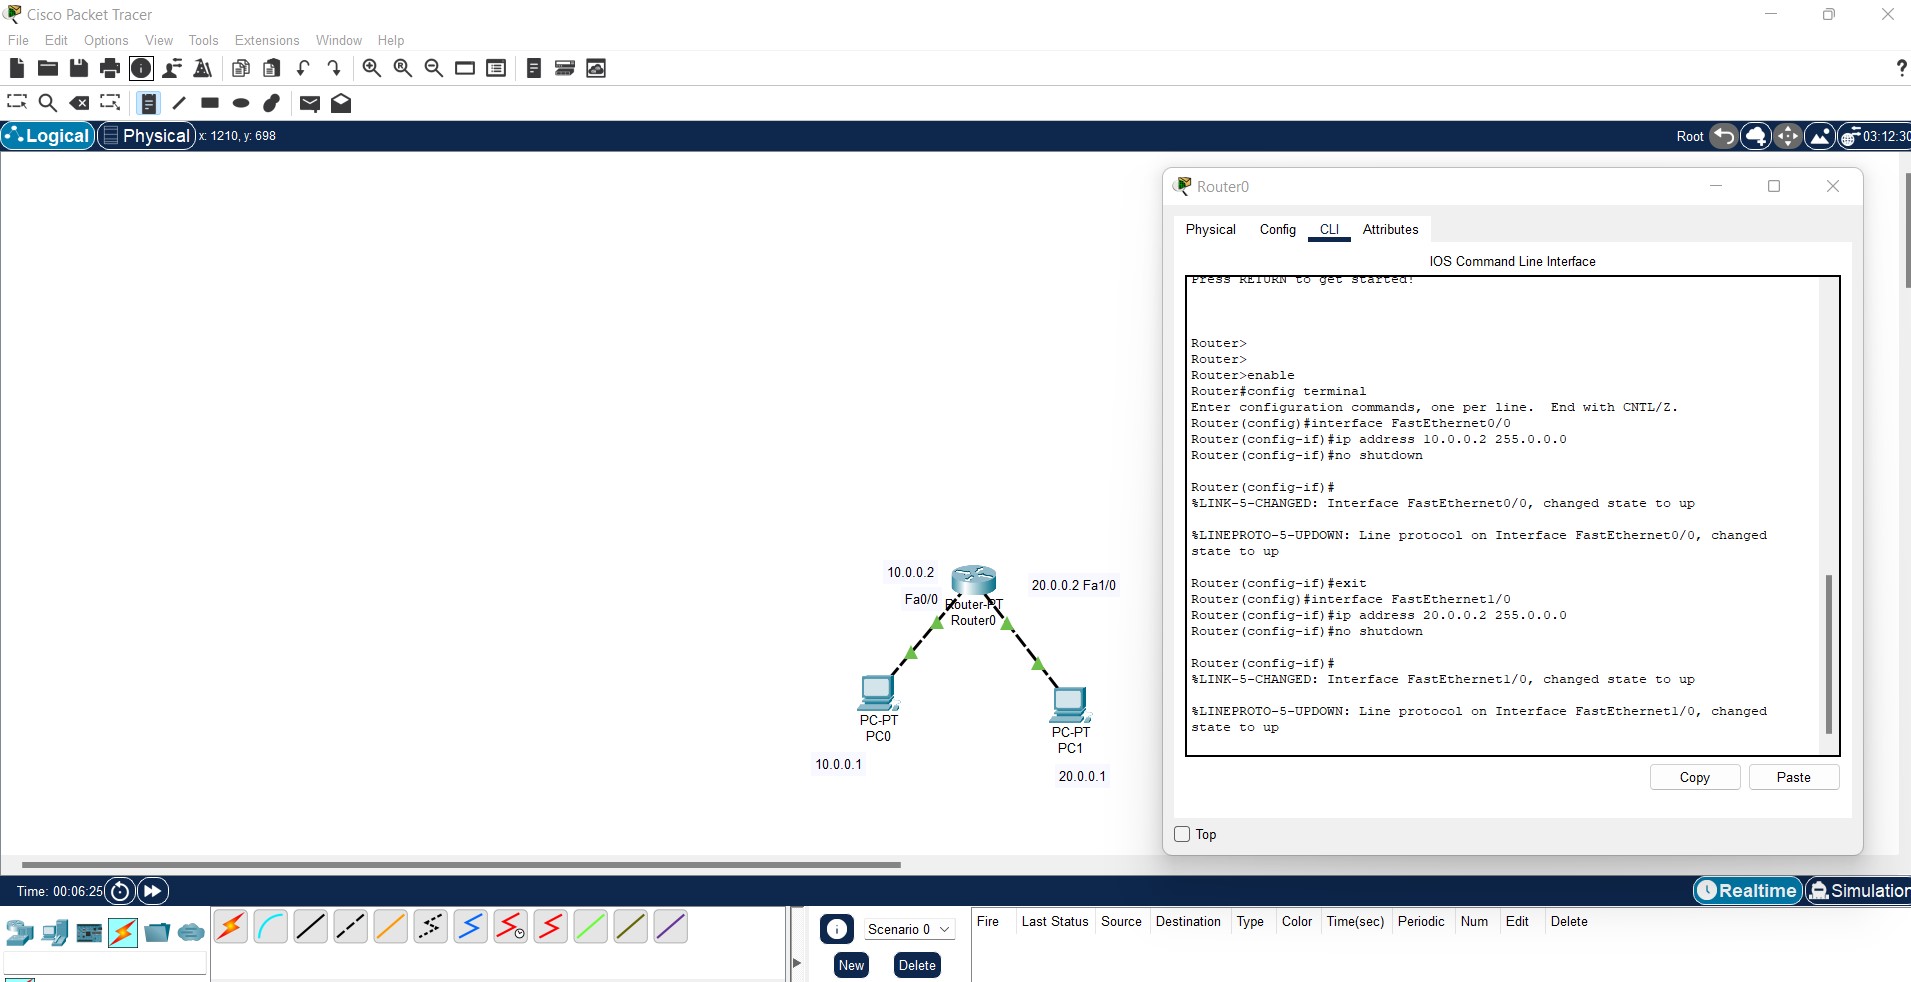 Cisco Packet Tracer
File Edit Options View Tools Extensions Window Help
?
Logical Physical x: 1210, y: 698 Root 03:12:30
Router0
Physical Config CLI Attributes
IOS Command Line Interface
Press RETURN to get started!
Router>
Router>
Router>enable
Router#config terminal
Enter configuration commands, one per line.  End with CNTL/Z.
Router(config)#interface FastEthernet0/0
Router(config-if)#ip address 10.0.0.2 255.0.0.0
Router(config-if)#no shutdown
Router(config-if)#
%LINK-5-CHANGED: Interface FastEthernet0/0, changed state to up
%LINEPROTO-5-UPDOWN: Line protocol on Interface FastEthernet0/0, changed
state to up
Router(config-if)#exit
Router(config)#interface FastEthernet1/0
Router(config-if)#ip address 20.0.0.2 255.0.0.0
Router(config-if)#no shutdown
Router(config-if)#
%LINK-5-CHANGED: Interface FastEthernet1/0, changed state to up
%LINEPROTO-5-UPDOWN: Line protocol on Interface FastEthernet1/0, changed
state to up
Copy Paste
Top
10.0.0.2
20.0.0.2 Fa1/0
Fa0/0
Router-PT
Router0
PC-PT
PC0
10.0.0.1
PC-PT
PC1
20.0.0.1
Time: 00:06:25 Realtime Simulation
Scenario 0
New Delete
Fire Last Status Source Destination Type Color Time(sec) Periodic Num Edit Delete